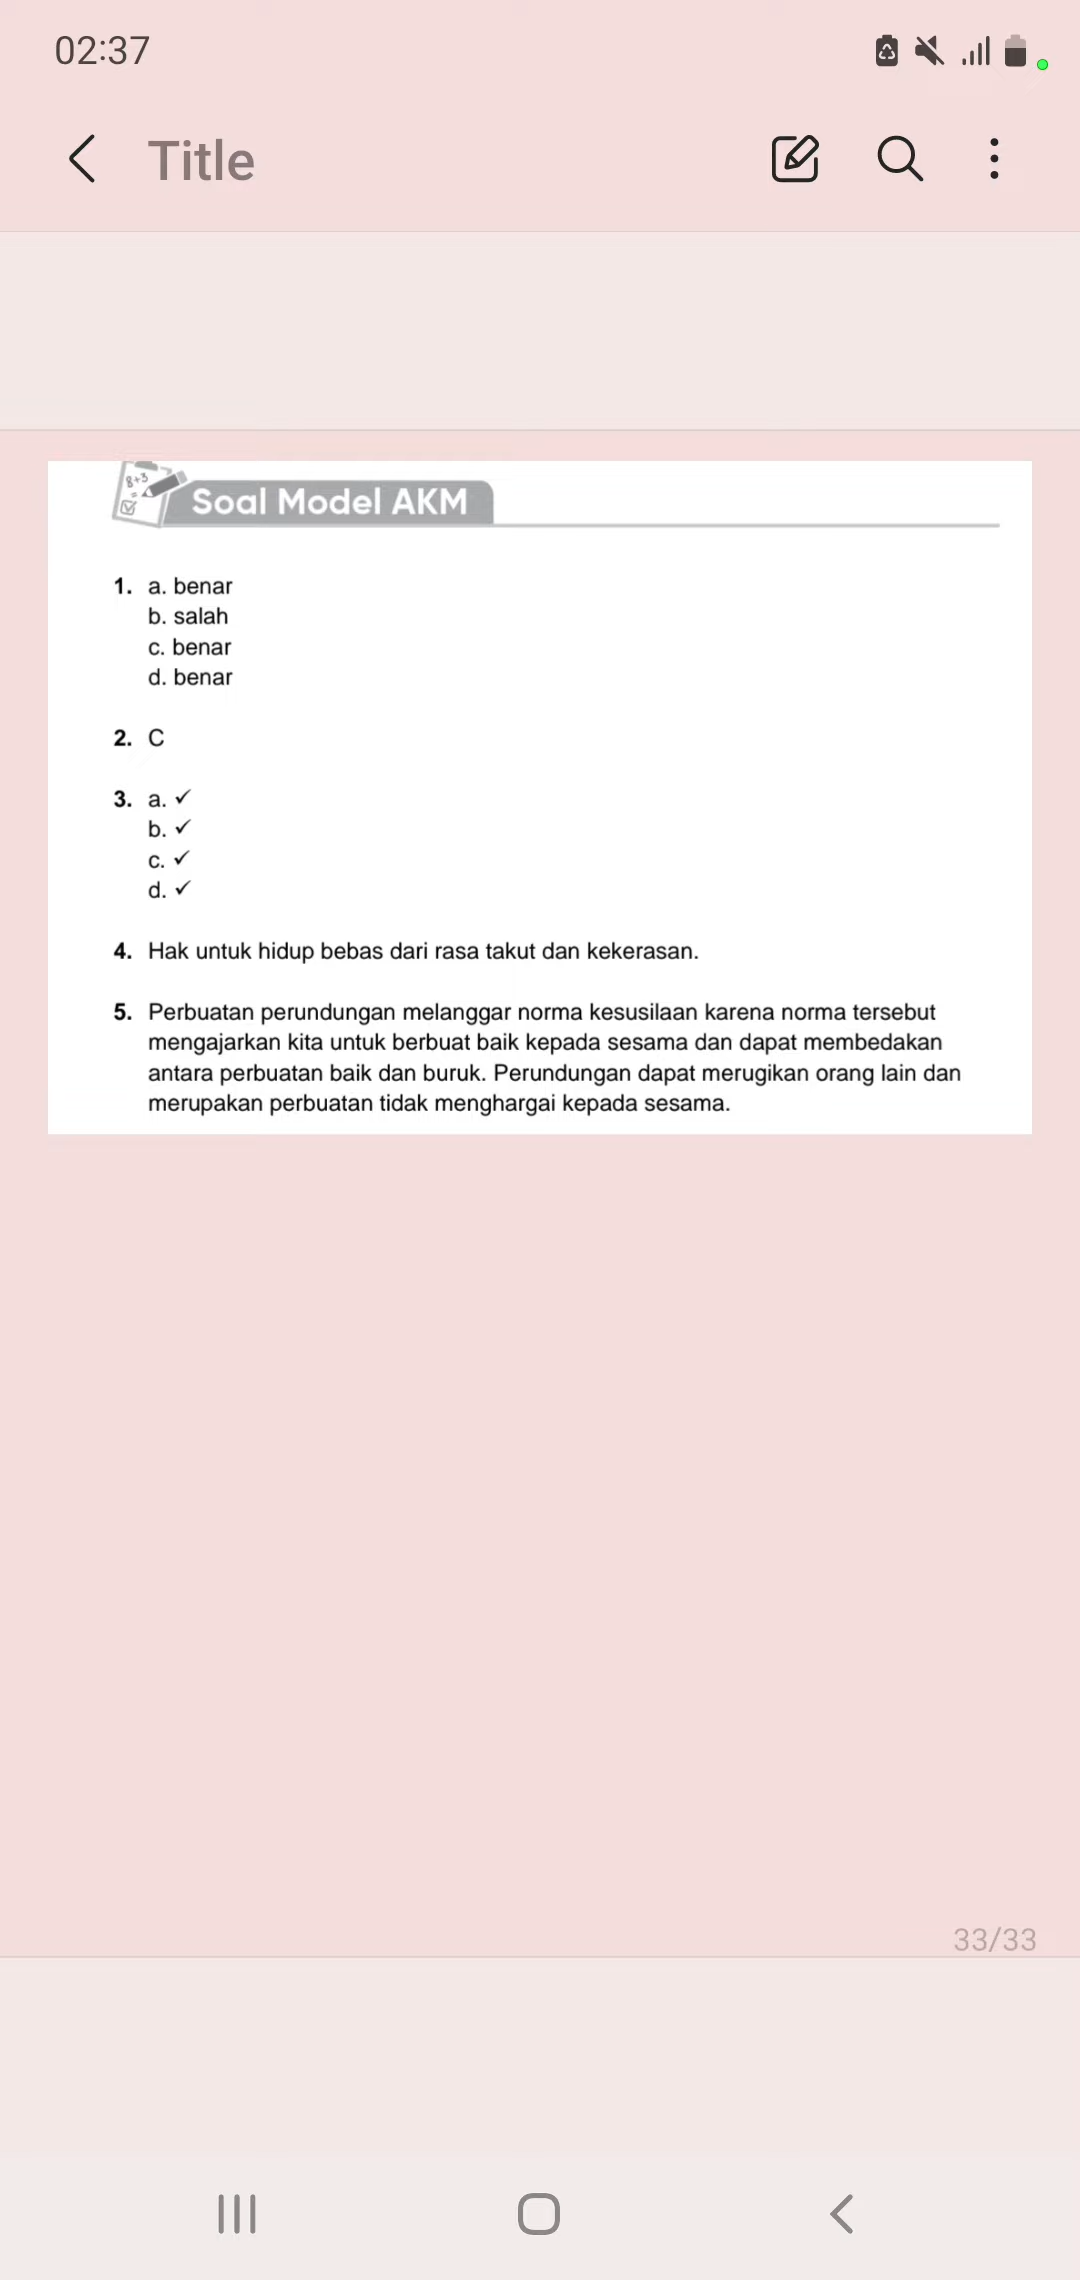 02:37
Title
8+3
Soal Model AKM
1. a. benar
b. salah
c. benar
d. benar
2. C
3. a. ✓
b. ✓
c. ✓
d. ✓
4. Hak untuk hidup bebas dari rasa takut dan kekerasan.
5. Perbuatan perundungan melanggar norma kesusilaan karena norma tersebut
mengajarkan kita untuk berbuat baik kepada sesama dan dapat membedakan
antara perbuatan baik dan buruk. Perundungan dapat merugikan orang lain dan
merupakan perbuatan tidak menghargai kepada sesama.
33/33